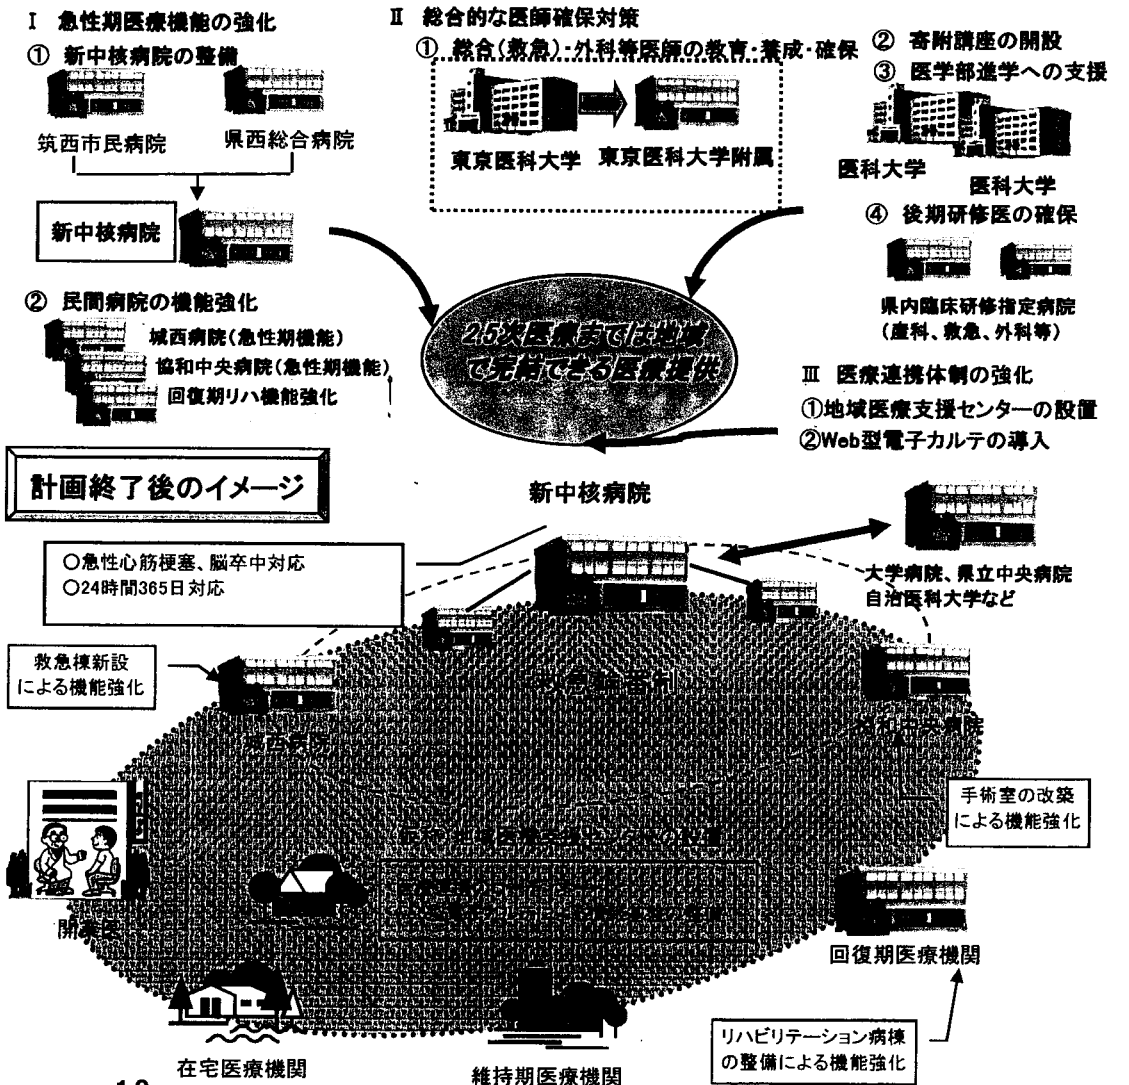 Ⅰ 急性期医療機能の強化
① 新中核病院の整備
筑西市民病院
県西総合病院
新中核病院
② 民間病院の機能強化
城西病院(急性期機能)
協和中央病院(急性期機能)
回復期リハ機能強化
Ⅱ 総合的な医師確保対策
① 総合(救急)・外科等医師の教育・養成・確保
東京医科大学
東京医科大学附属
② 寄附講座の開設
③ 医学部進学への支援
医科大学
医科大学
④ 後期研修医の確保
県内臨床研修指定病院
(産科、救急、外科等)
2.5次医療までは地域
で完結できる医療提供
Ⅲ 医療連携体制の強化
①地域医療支援センターの設置
②Web型電子カルテの導入
計画終了後のイメージ
新中核病院
○急性心筋梗塞、脳卒中対応
○24時間365日対応
大学病院、県立中央病院
自治医科大学など
救急棟新設
による機能強化
城西病院
協和中央病院
手術室の改築
による機能強化
開業医
回復期医療機関
リハビリテーション病棟
の整備による機能強化
在宅医療機関
維持期医療機関